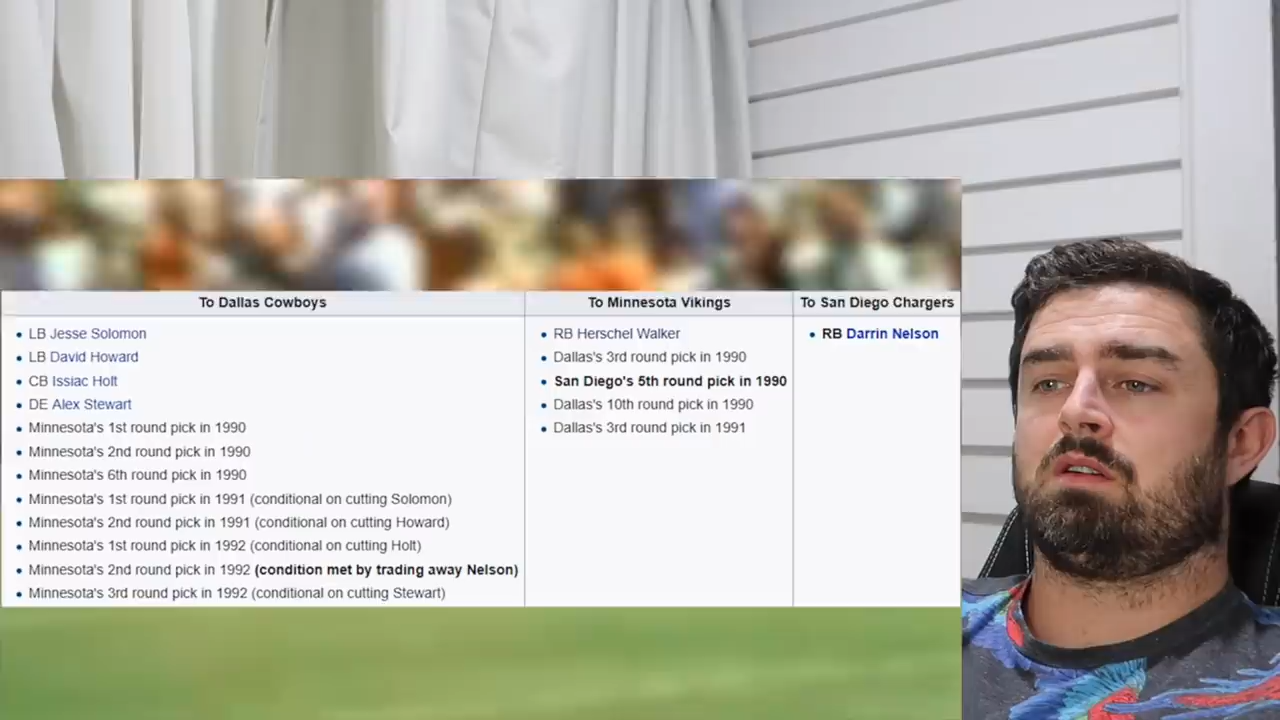 To Dallas Cowboys
LB Jesse Solomon
LB David Howard
CB Issiac Holt
DE Alex Stewart
Minnesota's 1st round pick in 1990
Minnesota's 2nd round pick in 1990
Minnesota's 6th round pick in 1990
Minnesota's 1st round pick in 1991 (conditional on cutting Solomon)
Minnesota's 2nd round pick in 1991 (conditional on cutting Howard)
Minnesota's 1st round pick in 1992 (conditional on cutting Holt)
Minnesota's 2nd round pick in 1992 (condition met by trading away Nelson)
Minnesota's 3rd round pick in 1992 (conditional on cutting Stewart)
To Minnesota Vikings
RB Herschel Walker
Dallas's 3rd round pick in 1990
San Diego's 5th round pick in 1990
Dallas's 10th round pick in 1990
Dallas's 3rd round pick in 1991
To San Diego Chargers
RB Darrin Nelson